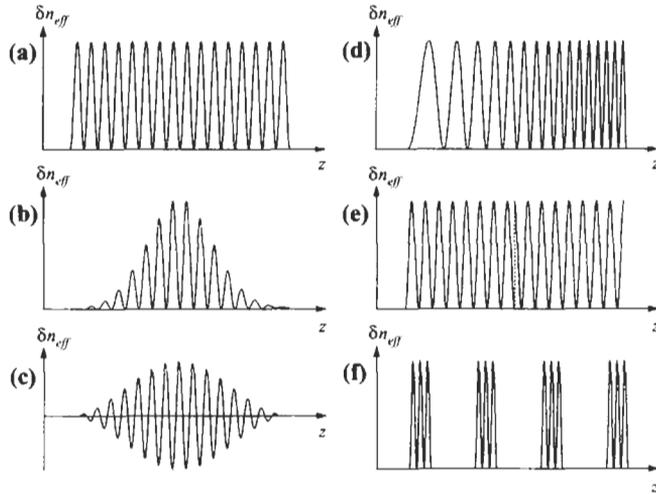 δn_eff
(a)
z
δn_eff
(b)
z
δn_eff
(c)
z
δn_eff
(d)
z
δn_eff
(e)
z
δn_eff
(f)
z